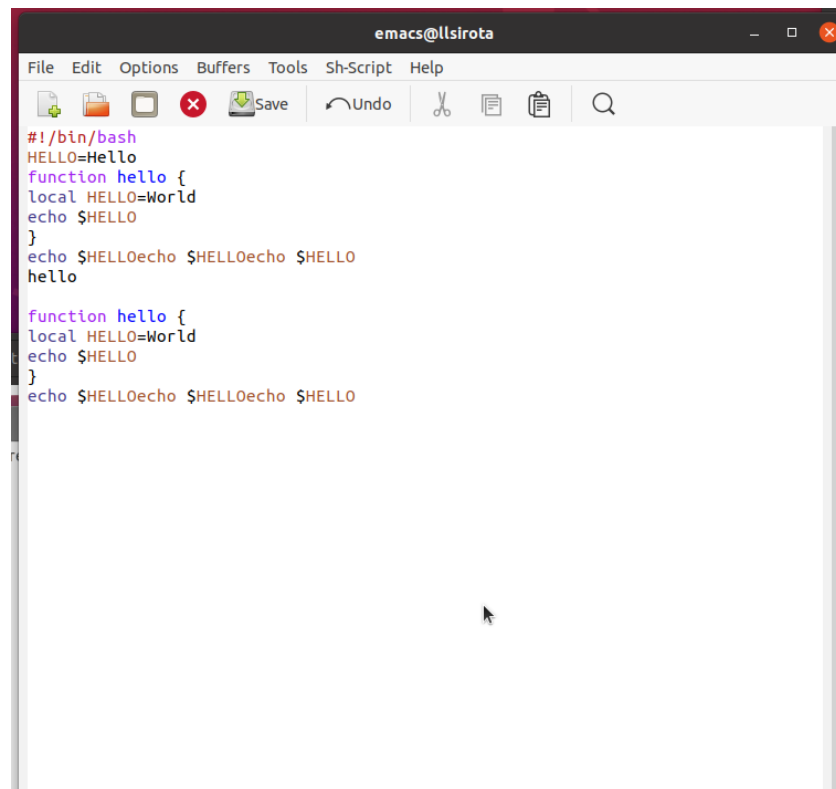 emacs@llsirota
File Edit Options Buffers Tools Sh-Script Help
Save Undo
#!/bin/bash
HELLO=Hello
function hello {
local HELLO=World
echo $HELLO
}
echo $HELLOecho $HELLOecho $HELLO
hello
function hello {
local HELLO=World
echo $HELLO
}
echo $HELLOecho $HELLOecho $HELLO